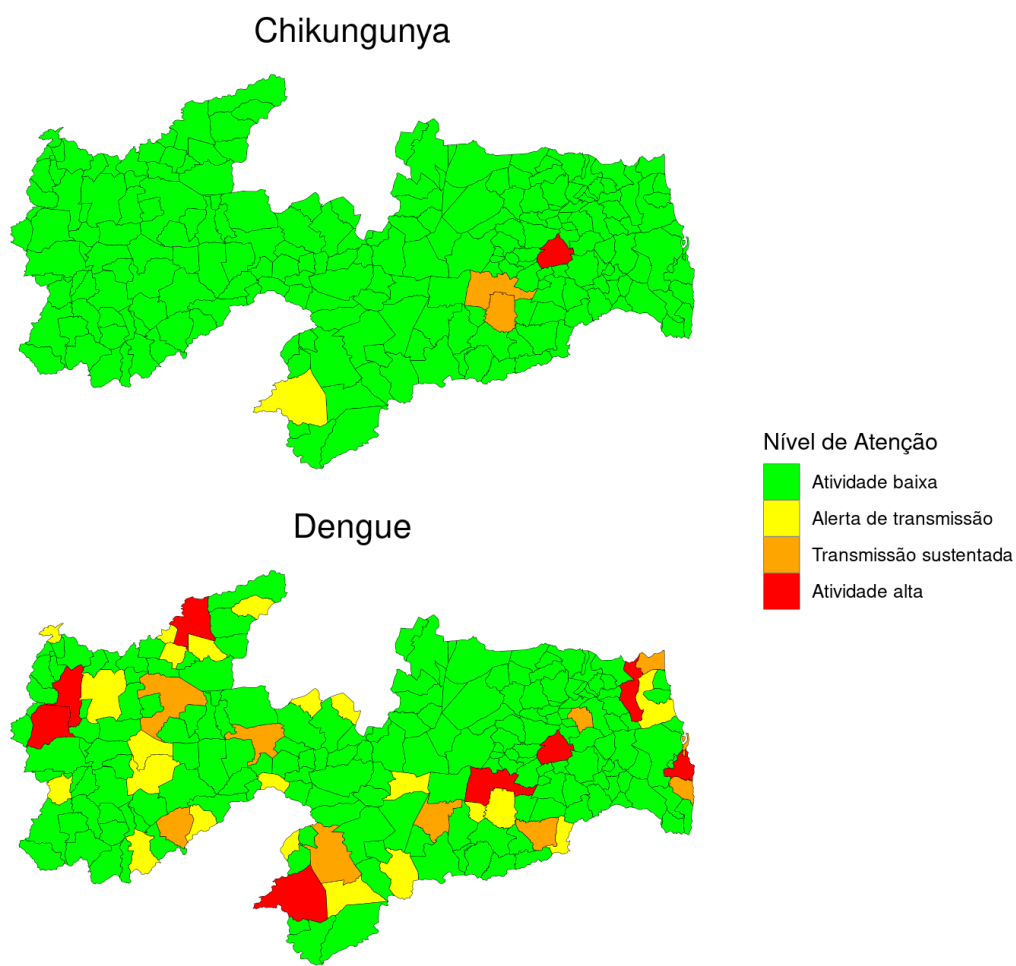 Chikungunya
Dengue
Nível de Atenção
Atividade baixa
Alerta de transmissão
Transmissão sustentada
Atividade alta